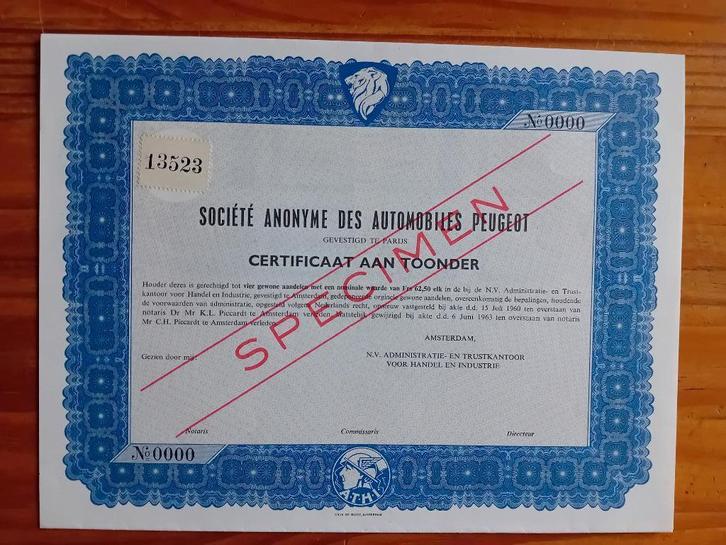 No 0000
13523
SOCIÉTÉ ANONYME DES AUTOMOBILES PEUGEOT
GEVESTIGD TE PARIJS
CERTIFICAAT AAN TOONDER
Houder dezes is gerechtigd tot vier gewone aandelen met een nominale waarde van Frs 62,50 elk in de bij de N.V. Administratie- en Trust-
kantoor voor Handel en Industrie, gevestigd te Amsterdam, gedeponeerde originele gewone aandelen, overeenkomstig de bepalingen, houdende
de voorwaarden van administratie, opgesteld volgens Nederlands recht, opnieuw vastgesteld bij akte d.d. 15 Juli 1960 ten overstaan van
notaris Dr Mr K.L. Piccardt te Amsterdam verleden, laatstelijk gewijzigd bij akte d.d. 6 Juni 1963 ten overstaan van notaris
Mr C.H. Piccardt te Amsterdam verleden.
SPECIMEN
AMSTERDAM,
Gezien door mij:
N.V. ADMINISTRATIE- EN TRUSTKANTOOR
VOOR HANDEL EN INDUSTRIE
Notaris
Commissaris
Directeur
No 0000
A.T.H.I.